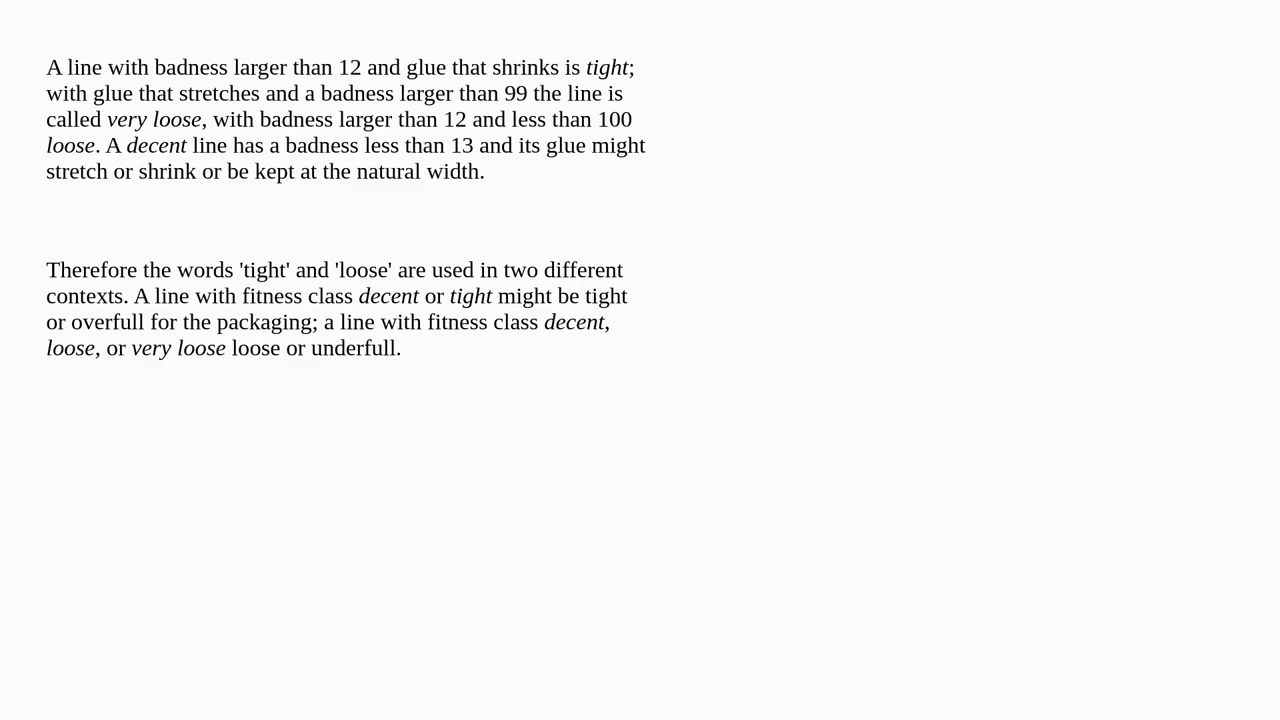 A line with badness larger than 12 and glue that shrinks is tight;
with glue that stretches and a badness larger than 99 the line is
called very loose, with badness larger than 12 and less than 100
loose. A decent line has a badness less than 13 and its glue might
stretch or shrink or be kept at the natural width.
Therefore the words 'tight' and 'loose' are used in two different
contexts. A line with fitness class decent or tight might be tight
or overfull for the packaging; a line with fitness class decent,
loose, or very loose loose or underfull.